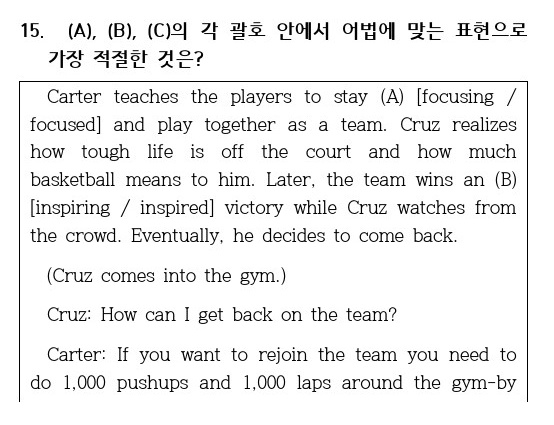 15. (A), (B), (C)의 각 괄호 안에서 어법에 맞는 표현으로
가장 적절한 것은?
Carter teaches the players to stay (A) [focusing /
focused] and play together as a team. Cruz realizes
how tough life is off the court and how much
basketball means to him. Later, the team wins an (B)
[inspiring / inspired] victory while Cruz watches from
the crowd. Eventually, he decides to come back.
(Cruz comes into the gym.)
Cruz: How can I get back on the team?
Carter: If you want to rejoin the team you need to
do 1,000 pushups and 1,000 laps around the gym-by